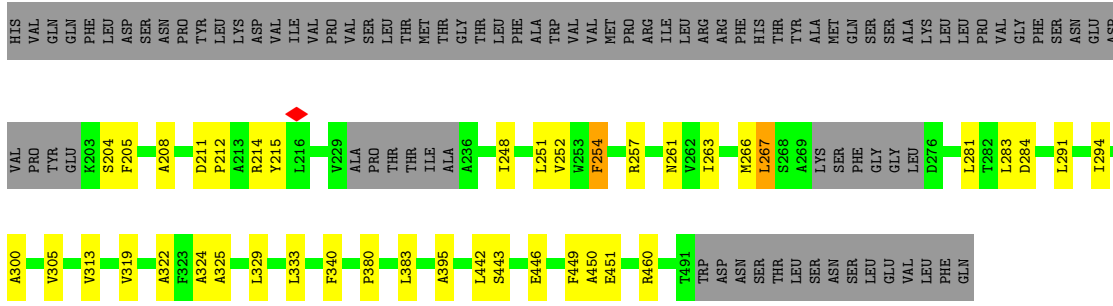 HIS VAL GLN GLN PHE LEU ASP SER ASN PRO TYR LEU LYS ASP VAL ILE VAL PRO VAL SER LEU THR MET THR GLY THR LEU PHE ALA TRP VAL VAL MET PRO ARG ILE LEU ARG ARG PHE HIS THR TYR ALA MET GLN SER SER ALA LYS LEU LEU PRO VAL GLY PHE SER ASN GLU ASP
VAL PRO TYR GLU K203 S204 F205 A208 D211 P212 A213 R214 Y215 L216 V229 ALA PRO THR THR ILE ALA A236 I248 L251 V252 W253 F254 R257 N261 V262 I263 M266 L267 S268 A269 LYS SER PHE GLY GLY LEU D276 L281 T282 L283 D284 L291 I294
A300 V305 V313 V319 A322 F323 A324 A325 L329 L333 F340 P380 L383 A395 L442 S443 E446 F449 A450 E451 R460 T491 TRP ASP ASN SER THR LEU SER ASN SER LEU GLU VAL LEU PHE GLN